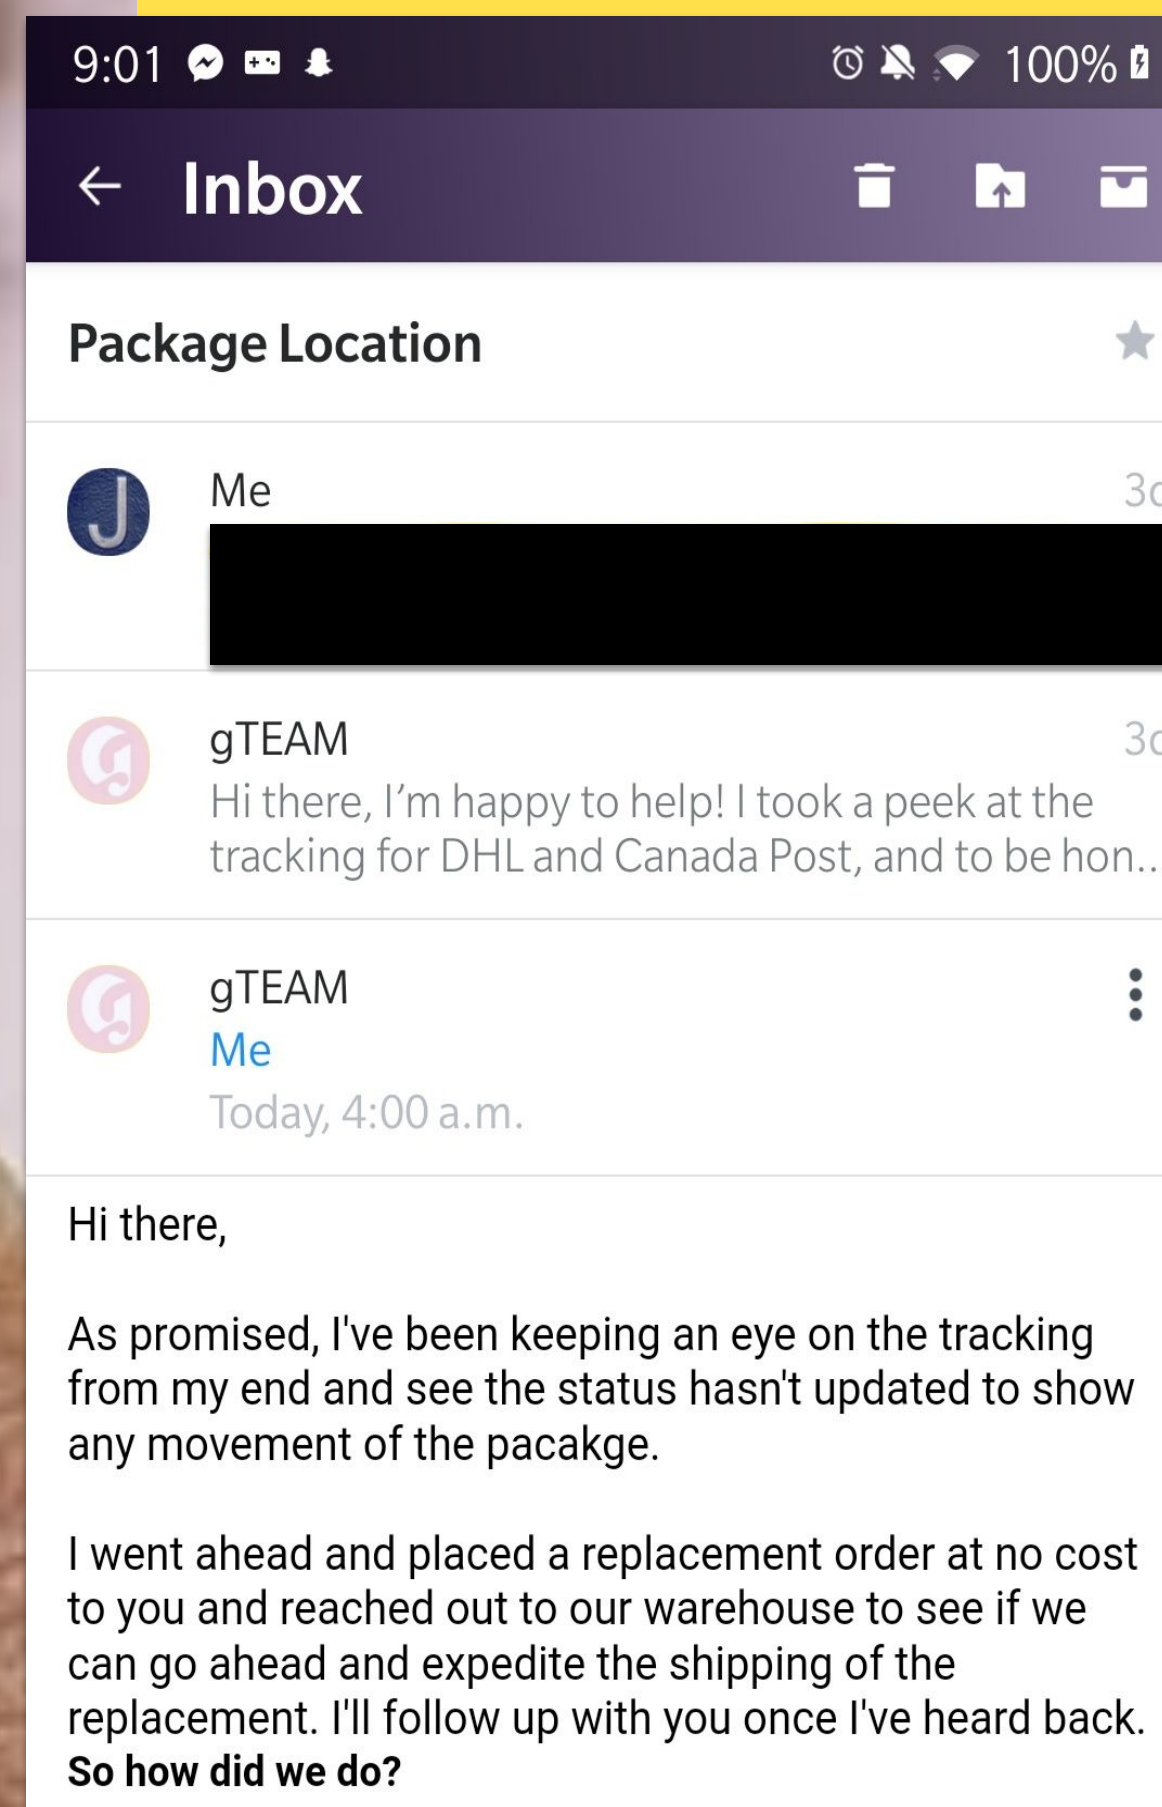 9:01 100%
Inbox
Package Location
J Me
gTEAM
Hi there, I’m happy to help! I took a peek at the
tracking for DHL and Canada Post, and to be hon..
gTEAM
Me
Today, 4:00 a.m.
Hi there,
As promised, I've been keeping an eye on the tracking
from my end and see the status hasn't updated to show
any movement of the pacakge.
I went ahead and placed a replacement order at no cost
to you and reached out to our warehouse to see if we
can go ahead and expedite the shipping of the
replacement. I'll follow up with you once I've heard back.
So how did we do?